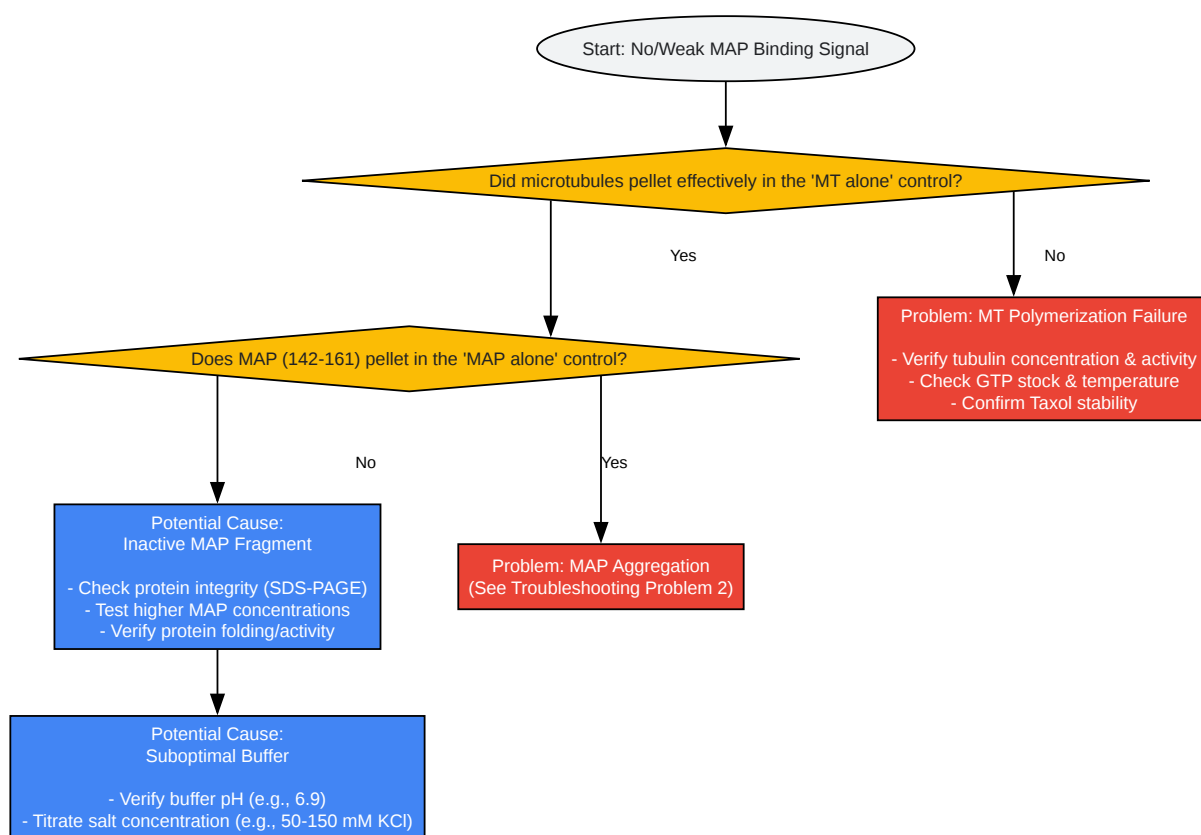 Start: No/Weak MAP Binding Signal
Did microtubules pellet effectively in the 'MT alone' control?
Yes
No
Problem: MT Polymerization Failure
- Verify tubulin concentration & activity
- Check GTP stock & temperature
- Confirm Taxol stability
Does MAP (142-161) pellet in the 'MAP alone' control?
No
Yes
Potential Cause:
Inactive MAP Fragment
- Check protein integrity (SDS-PAGE)
- Test higher MAP concentrations
- Verify protein folding/activity
Problem: MAP Aggregation
(See Troubleshooting Problem 2)
Potential Cause:
Suboptimal Buffer
- Verify buffer pH (e.g., 6.9)
- Titrate salt concentration (e.g., 50-150 mM KCl)